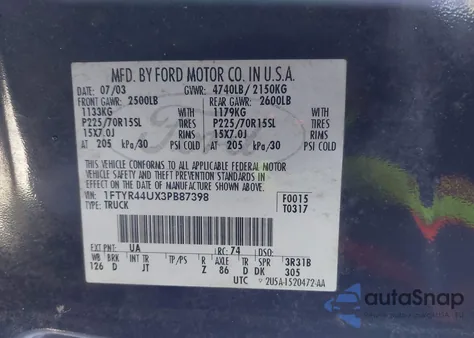 MFD. BY FORD MOTOR CO. IN U.S.A.
DATE: 07/03 GVWR: 4740LB/ 2150KG
FRONT GAWR: 2500LB REAR GAWR: 2600LB
1133KG 1179KG
P225/70R15SL TIRES P225/70R15SL TIRES
15X7.0J RIMS 15X7.0J RIMS
AT 205 kPa/30 PSI COLD AT 205 kPa/30 PSI COLD
THIS VEHICLE CONFORMS TO ALL APPLICABLE FEDERAL MOTOR
VEHICLE SAFETY AND THEFT PREVENTION STANDARDS IN
EFFECT ON THE DATE OF MANUFACTURE SHOWN ABOVE.
VEHICLE IDENTIFICATION NO.
1FTYR44UX3PB87398
TYPE: TRUCK
F0015
T0317
EXT PNT: UA RC: 74 DSO:
WB BRK INT TR TP/PS R AXLE TR SPR 3R31B
126 D JT Z 86 D DK 305
UTC 2U5A-1520472-AA
autoSnap